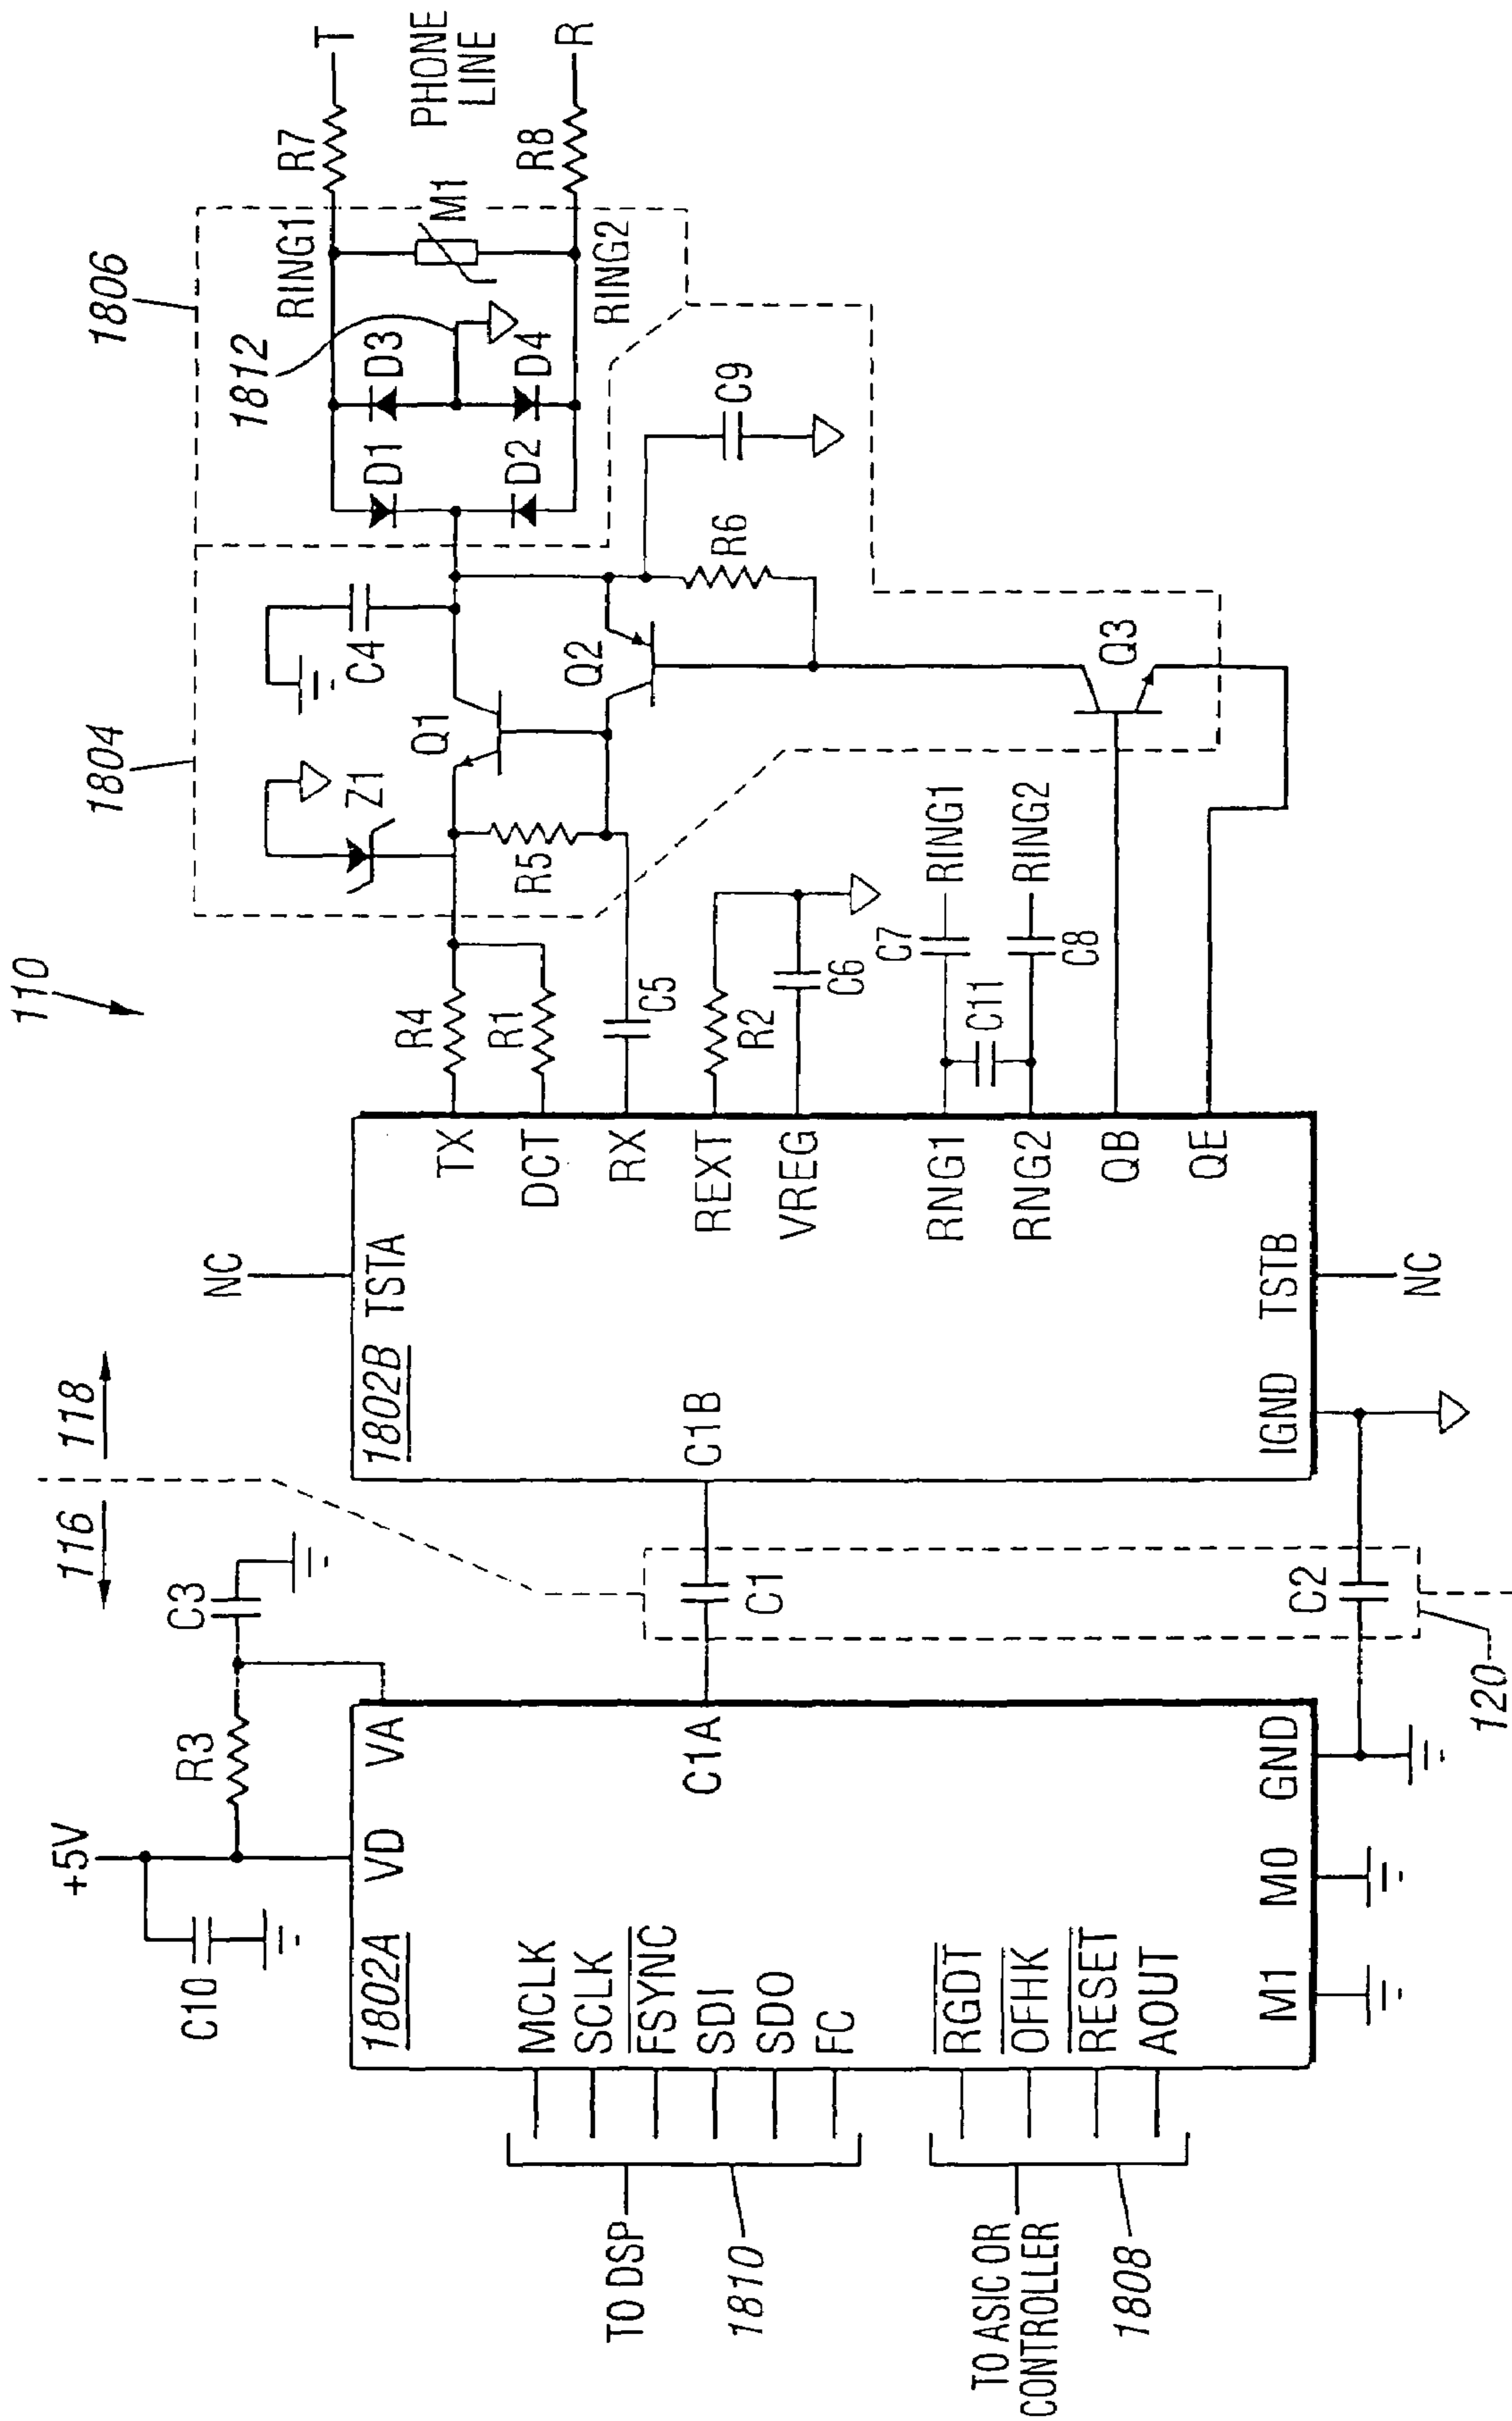 110
116
118
+5V
C10
R3
C3
1802A
VD
VA
MCLK
SCLK
FSYNC
SDI
SDO
FC
RGDT
OFHK
RESET
AOUT
M1
M0
GND
C1A
TO DSP
1810
TO ASIC OR
CONTROLLER
1808
C1
C2
120
NC
1802B
TSTA
C1B
IGND
TSTB
NC
TX
DCT
RX
REXT
VREG
RNG1
RNG2
QB
QE
R4
R1
C5
R2
C6
C7
RING1
C11
C8
RING2
1804
Z1
R5
Q1
C4
Q2
Q3
R6
C9
1806
1812
D1
D2
D3
D4
RING1
M1
RING2
R7
T
PHONE
LINE
R8
R